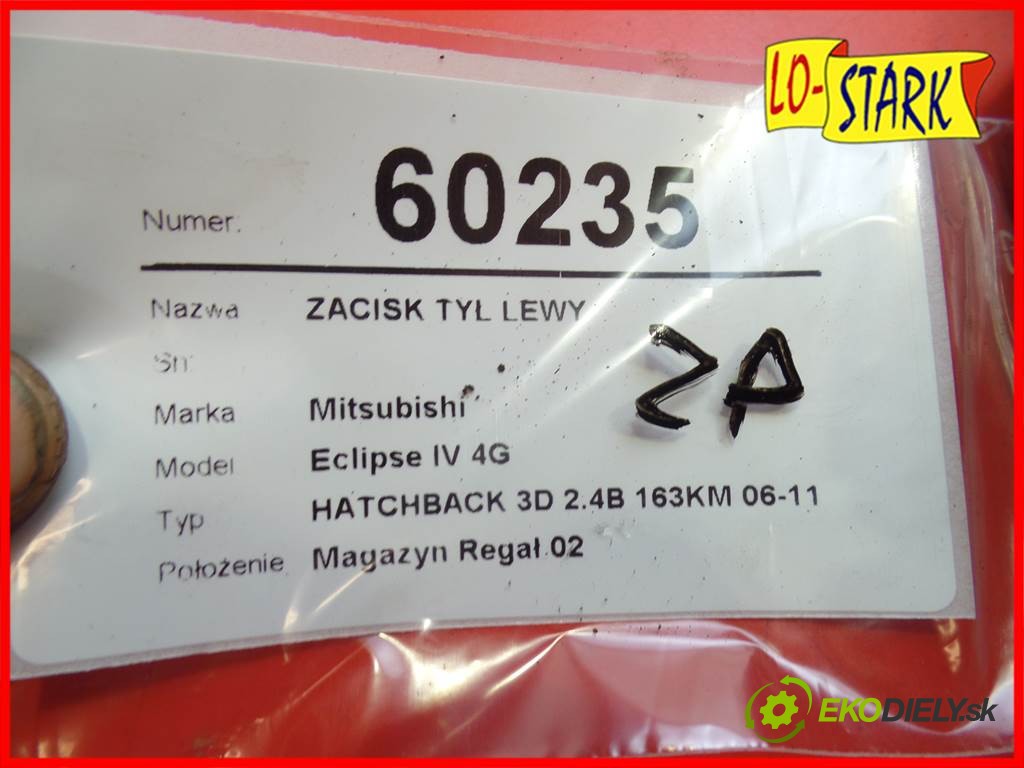 LO-STARK
Numer: 60235
Nazwa ZACISK TYŁ LEWY
Sn:
Marka Mitsubishi
ZP
Model Eclipse IV 4G
Typ HATCHBACK 3D 2.4B 163KM 06-11
Położenie Magazyn Regał 02
EKODIELY.sk